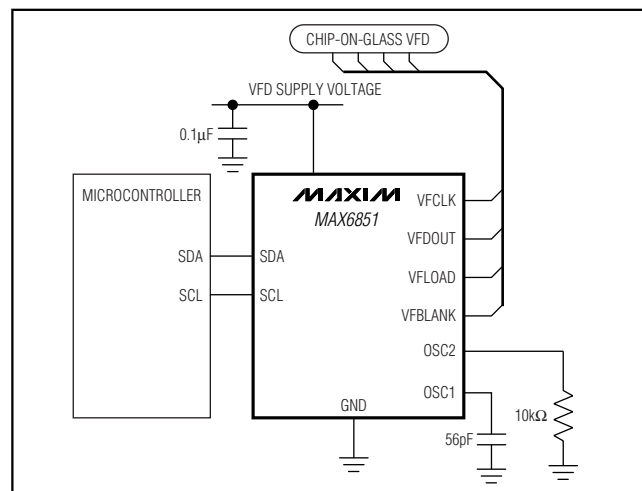 CHIP-ON-GLASS VFD
VFD SUPPLY VOLTAGE
0.1μF
MICROCONTROLLER
MAXIM
MAX6851
VFCLK
VFDOUT
SDA
SDA
VFLOAD
SCL
SCL
VFBLANK
OSC2
OSC1
GND
10kΩ
56pF